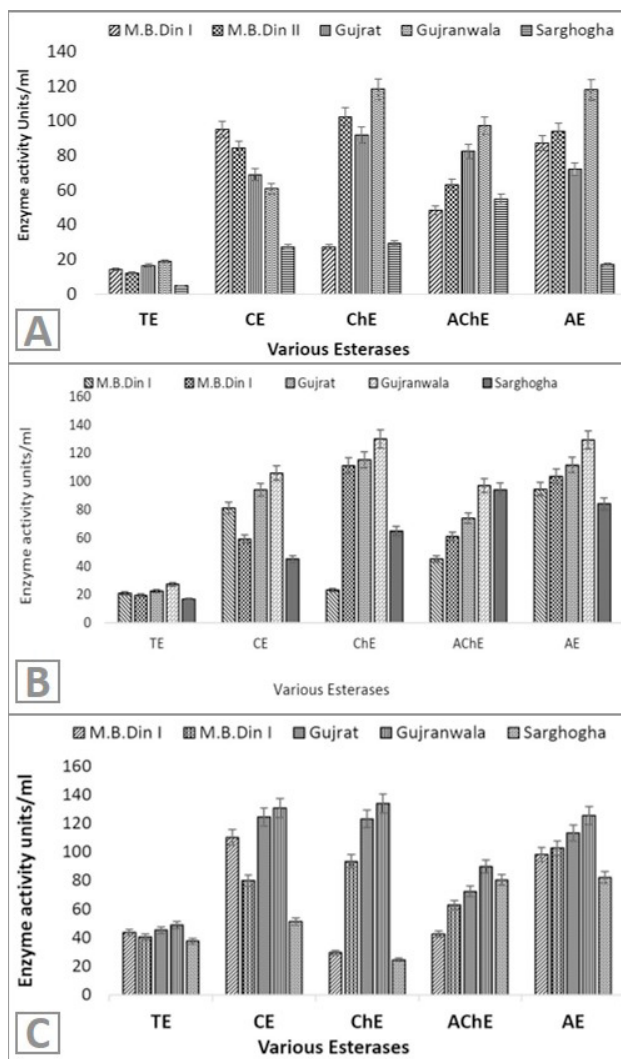 M.B.Din I M.B.Din II Gujrat Gujranwala Sarghogha
Enzyme activity Units/ml
140
120
100
80
60
40
20
0
TE CE ChE AChE AE
Various Esterases
A
M.B.Din I M.B.Din I Gujrat Gujranwala Sarghogha
Enzyme activity units/ml
160
140
120
100
80
60
40
20
0
TE CE ChE AChE AE
Various Esterases
B
M.B.Din I M.B.Din I Gujrat Gujranwala Sarghogha
Enzyme activity units/ml
160
140
120
100
80
60
40
20
0
TE CE ChE AChE AE
Various Esterases
C